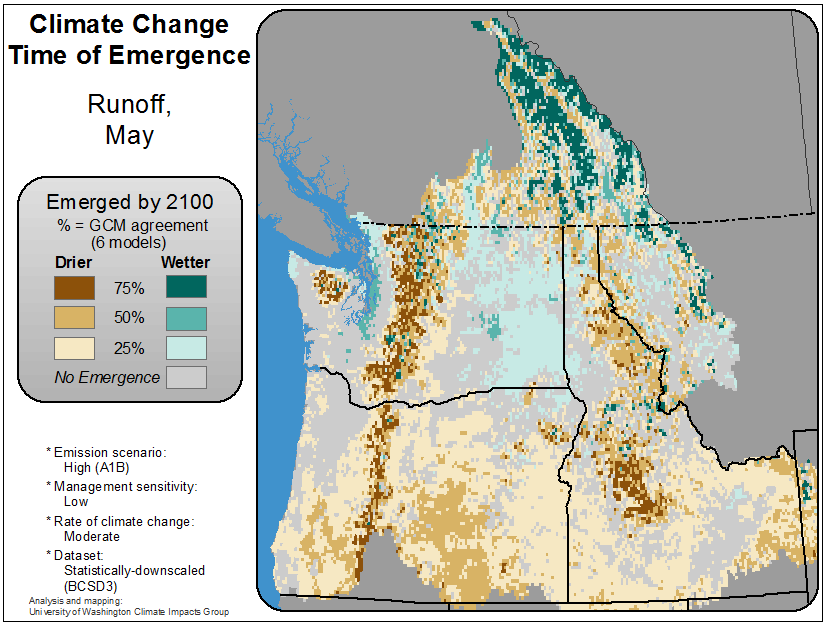 Climate Change
Time of Emergence
Runoff,
May
Emerged by 2100
% = GCM agreement
(6 models)
Drier Wetter
75%
50%
25%
No Emergence
* Emission scenario:
High (A1B)
* Management sensitivity:
Low
* Rate of climate change:
Moderate
* Dataset:
Statistically-downscaled
(BCSD3)
Analysis and mapping:
University of Washington Climate Impacts Group